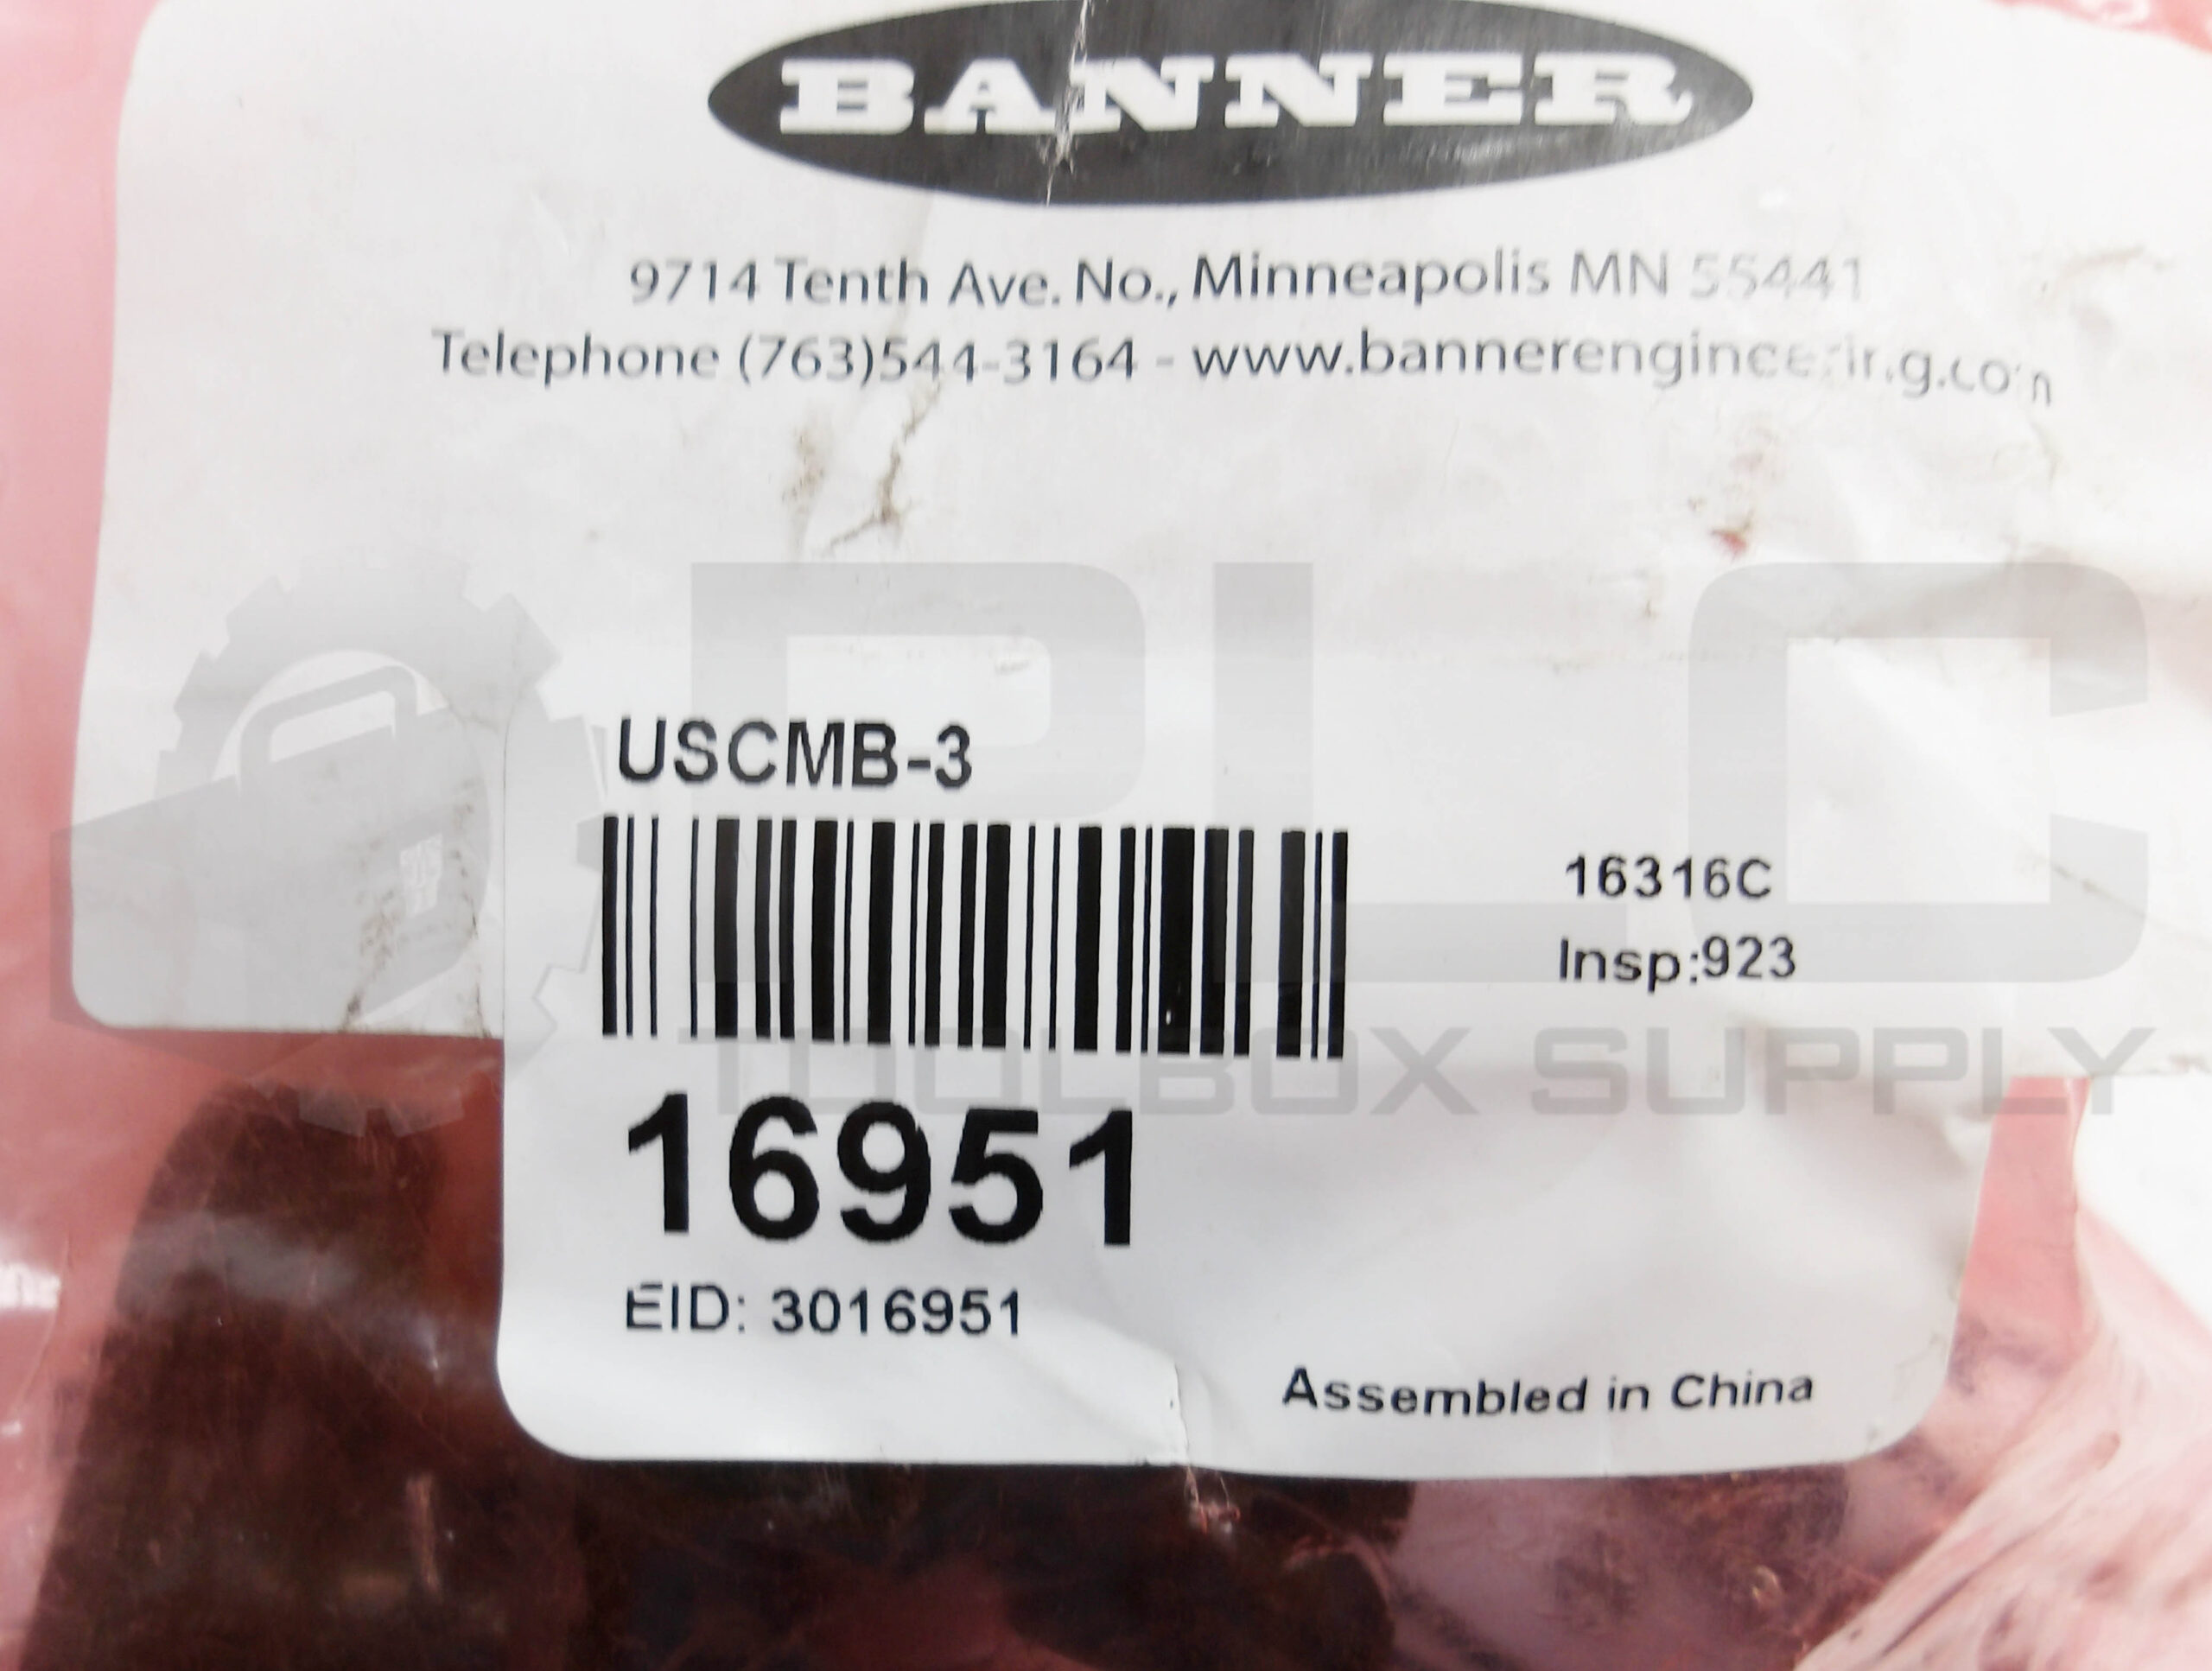 BANNER
9714 Tenth Ave. No., Minneapolis MN 55441
Telephone (763)544-3164 - www.bannerengineering.com
PLC
TOOLBOX SUPPLY
USCMB-3
16316C
Insp:923
16951
EID: 3016951
Assembled in China